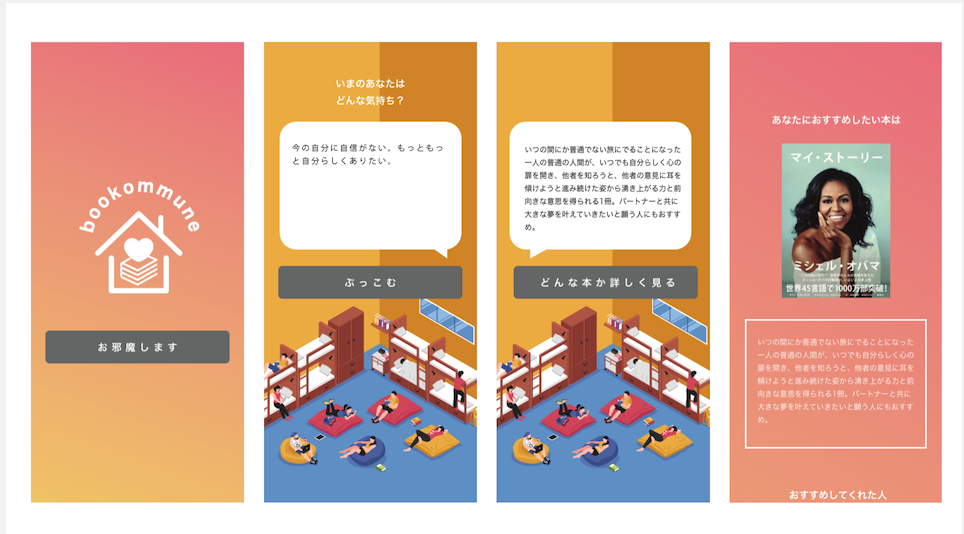 bookommune
お邪魔します
いまのあなたは
どんな気持ち？
今の自分に自信がない。もっともっ
と自分らしくありたい。
ぶっこむ
いつの間にか普通でない旅にでることになった
一人の普通の人間が、いつでも自分らしく心の
扉を開き、他者を知ろうと、他者の意見に耳を
傾けようと進み続けた姿から湧き上がる力と前
向きな意思を得られる1冊。パートナーと共に
大きな夢を叶えていきたいと願う人にもおすす
め。
どんな本か詳しく見る
あなたにおすすめしたい本は
マイ・ストーリー
ミシェル・オバマ
世界45言語で1000万部突破!
いつの間にか普通でない旅にでることになった
一人の普通の人間が、いつでも自分らしく心の
扉を開き、他者を知ろうと、他者の意見に耳を
傾けようと進み続けた姿から湧き上がる力と前
向きな意思を得られる1冊。パートナーと共に
大きな夢を叶えていきたいと願う人にもおすす
め。
おすすめしてくれた人